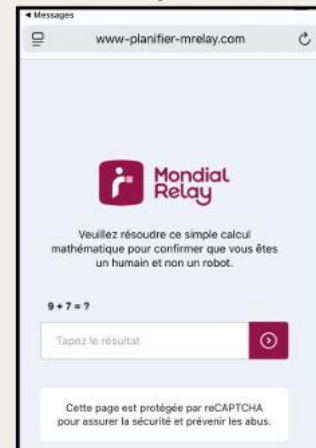 Messages
www-planifier-mrelay.com
Mondial
Relay
Veuillez résoudre ce simple calcul
mathématique pour confirmer que vous êtes
un humain et non un robot.
9 + 7 = ?
Tapez le résultat
Cette page est protégée par reCAPTCHA
pour assurer la sécurité et prévenir les abus.